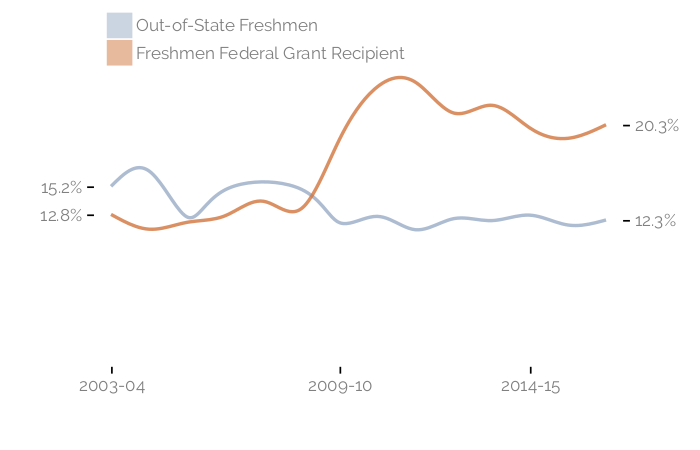 Out-of-State Freshmen
Freshmen Federal Grant Recipient
20.3%
15.2%
12.8%
12.3%
2003-04 2009-10 2014-15